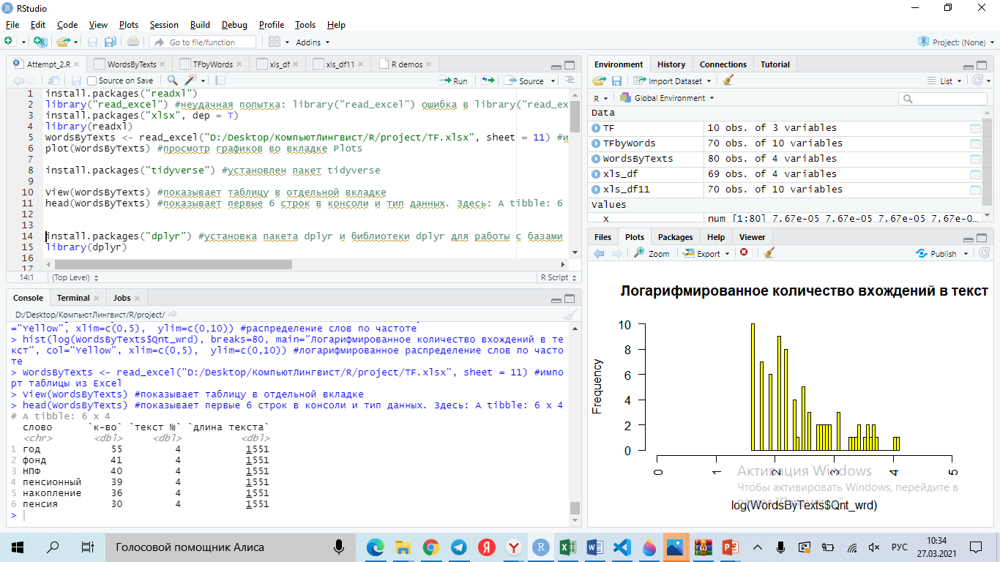 RStudio
File Edit Code View Plots Session Build Debug Profile Tools Help
Go to file/function Addins Project: (None)
Attempt_2.R WordsByTexts TFbyWords xls_df xls_df11 R demos
Source on Save Run Source
1 install.packages("readxl")
2 library("read_excel") #неудачная попытка: library("read_excel") ошибка в library("read_ex
3 install.packages("xlsx", dep = T)
4 library(readxl)
5 WordsByTexts <- read_excel("D:/Desktop/КомпьютЛингвист/R/project/TF.xlsx", sheet = 11) #и
6 plot(WordsByTexts) #просмотр графиков во вкладке Plots
7
8 install.packages("tidyverse") #установлен пакет tidyverse
9
10 View(WordsByTexts) #показывает таблицу в отдельной вкладке
11 head(WordsByTexts) #показывает первые 6 строк в консоли и тип данных. Здесь: A tibble: 6
12
13
14 install.packages("dplyr") #установка пакета dplyr и библиотеки dplyr для работы с базами
15 library(dplyr)
16
17
14:1 (Top Level) R Script
Console Terminal Jobs
D:/Desktop/КомпьютЛингвист/R/project/
="Yellow", xlim=c(0,5),  ylim=c(0,10)) #распределение слов по частоте
> hist(log(WordsByTexts$Qnt_wrd), breaks=80, main="Логарифмированное количество вхождений в те
кст", col="Yellow", xlim=c(0,5),  ylim=c(0,10)) #логарифмированное распределение слов по часто
те
> WordsByTexts <- read_excel("D:/Desktop/КомпьютЛингвист/R/project/TF.xlsx", sheet = 11) #импо
рт таблицы из Excel
> View(WordsByTexts) #показывает таблицу в отдельной вкладке
> head(WordsByTexts) #показывает первые 6 строк в консоли и тип данных. Здесь: A tibble: 6 x 4
# A tibble: 6 x 4
слово `к-во` `текст №` `длина текста`
<chr> <dbl> <dbl> <dbl>
1 год 55 4 1551
2 фонд 41 4 1551
3 НПФ 40 4 1551
4 пенсионный 39 4 1551
5 накопление 36 4 1551
6 пенсия 30 4 1551
>
Environment History Connections Tutorial
Import Dataset List
R Global Environment
Data
TF 10 obs. of 3 variables
TFbyWords 70 obs. of 10 variables
WordsByTexts 80 obs. of 4 variables
xls_df 69 obs. of 4 variables
xls_df11 70 obs. of 10 variables
Values
x num [1:80] 7.67e-05 7.67e-05 7.67e-05 7.67e-0…
Files Plots Packages Help Viewer
Zoom Export Publish
Логарифмированное количество вхождений в текст
Frequency
10
8
6
4
2
0
0 1 2 3 4 5
log(WordsByTexts$Qnt_wrd)
Активация Windows
Чтобы активировать Windows, перейдите в
раздел "Параметры".
Голосовой помощник Алиса
РУС
10:34
27.03.2021